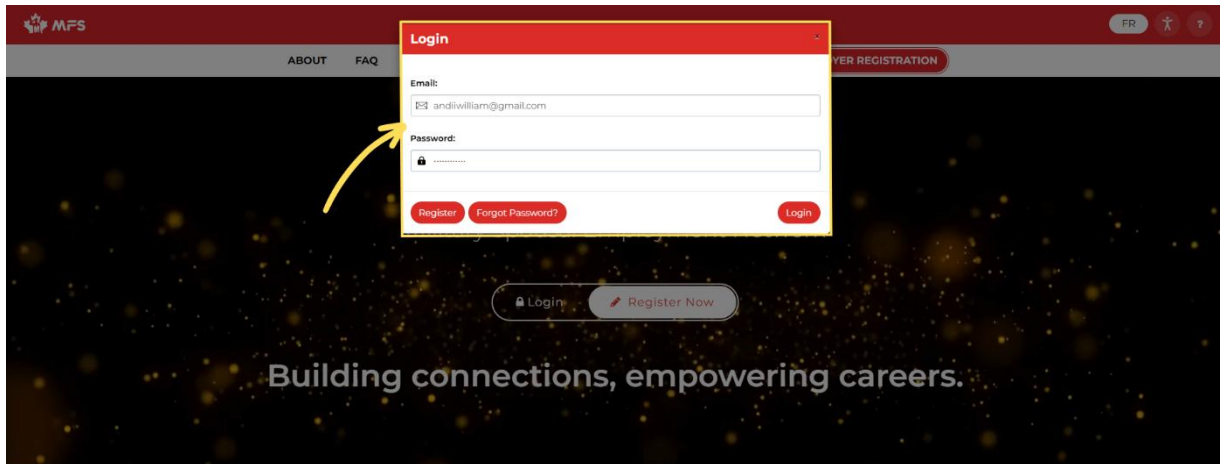 MFS
FR
?
Login
x
ABOUT FAQ
YER REGISTRATION
Email:
andiiwilliam@gmail.com
Password:
············
Register Forgot Password? Login
Login Register Now
Building connections, empowering careers.